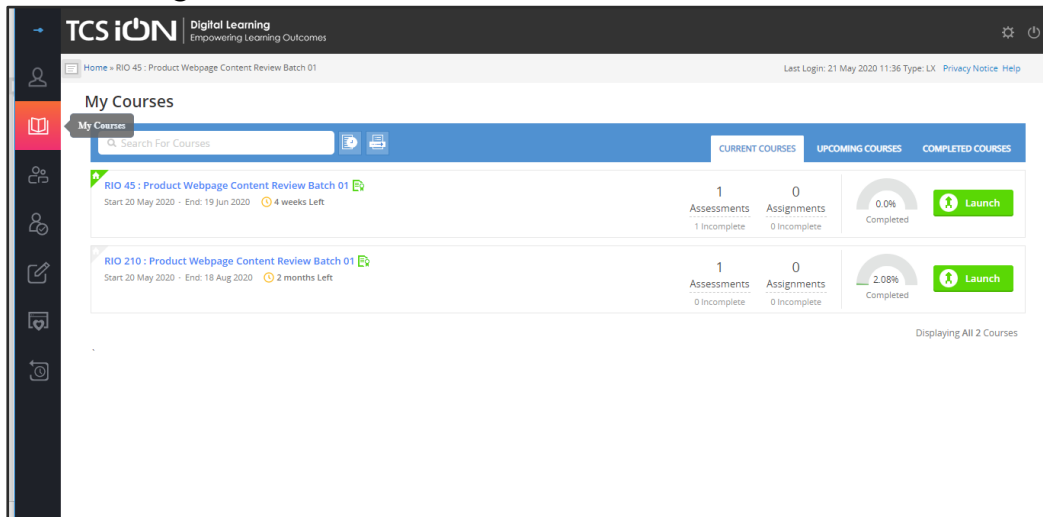 TCS iON Digital Learning
Empowering Learning Outcomes
Home » RIO 45 : Product Webpage Content Review Batch 01
Last Login: 21 May 2020 11:36 Type: LX Privacy Notice Help
My Courses
My Courses
Search For Courses
CURRENT COURSES UPCOMING COURSES COMPLETED COURSES
RIO 45 : Product Webpage Content Review Batch 01
Start 20 May 2020 - End: 19 Jun 2020 4 weeks Left
1 0
Assessments Assignments
1 Incomplete 0 Incomplete
0.0%
Completed
Launch
RIO 210 : Product Webpage Content Review Batch 01
Start 20 May 2020 - End: 18 Aug 2020 2 months Left
1 0
Assessments Assignments
0 Incomplete 0 Incomplete
2.08%
Completed
Launch
Displaying All 2 Courses